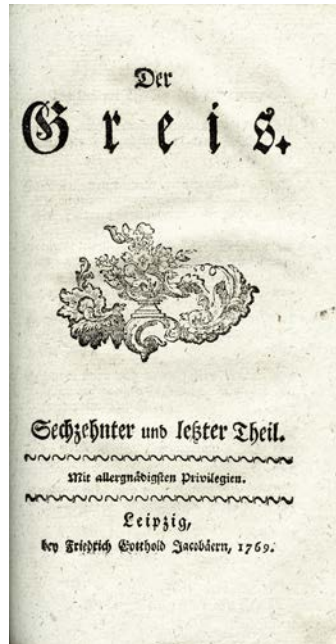 Der
Greis.
Sechzehnter und letzter Theil.
Mit allergnädigsten Privilegien.
Leipzig,
bey Friedrich Gotthold Jacobäern, 1769.